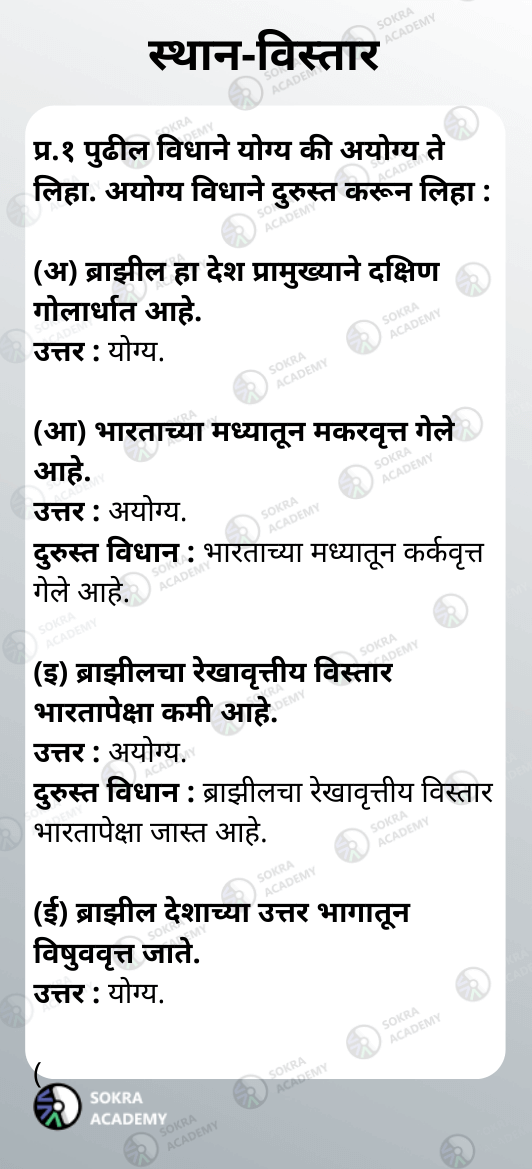 स्थान-विस्तार
प्र.१ पुढील विधाने योग्य की अयोग्य ते
लिहा. अयोग्य विधाने दुरुस्त करून लिहा :
(अ) ब्राझील हा देश प्रामुख्याने दक्षिण
गोलार्धात आहे.
उत्तर : योग्य.
(आ) भारताच्या मध्यातून मकरवृत्त गेले
आहे.
उत्तर : अयोग्य.
दुरुस्त विधान : भारताच्या मध्यातून कर्कवृत्त
गेले आहे.
(इ) ब्राझीलचा रेखावृत्तीय विस्तार
भारतापेक्षा कमी आहे.
उत्तर : अयोग्य.
दुरुस्त विधान : ब्राझीलचा रेखावृत्तीय विस्तार
भारतापेक्षा जास्त आहे.
(ई) ब्राझील देशाच्या उत्तर भागातून
विषुववृत्त जाते.
उत्तर : योग्य.
(
SOKRA
ACADEMY